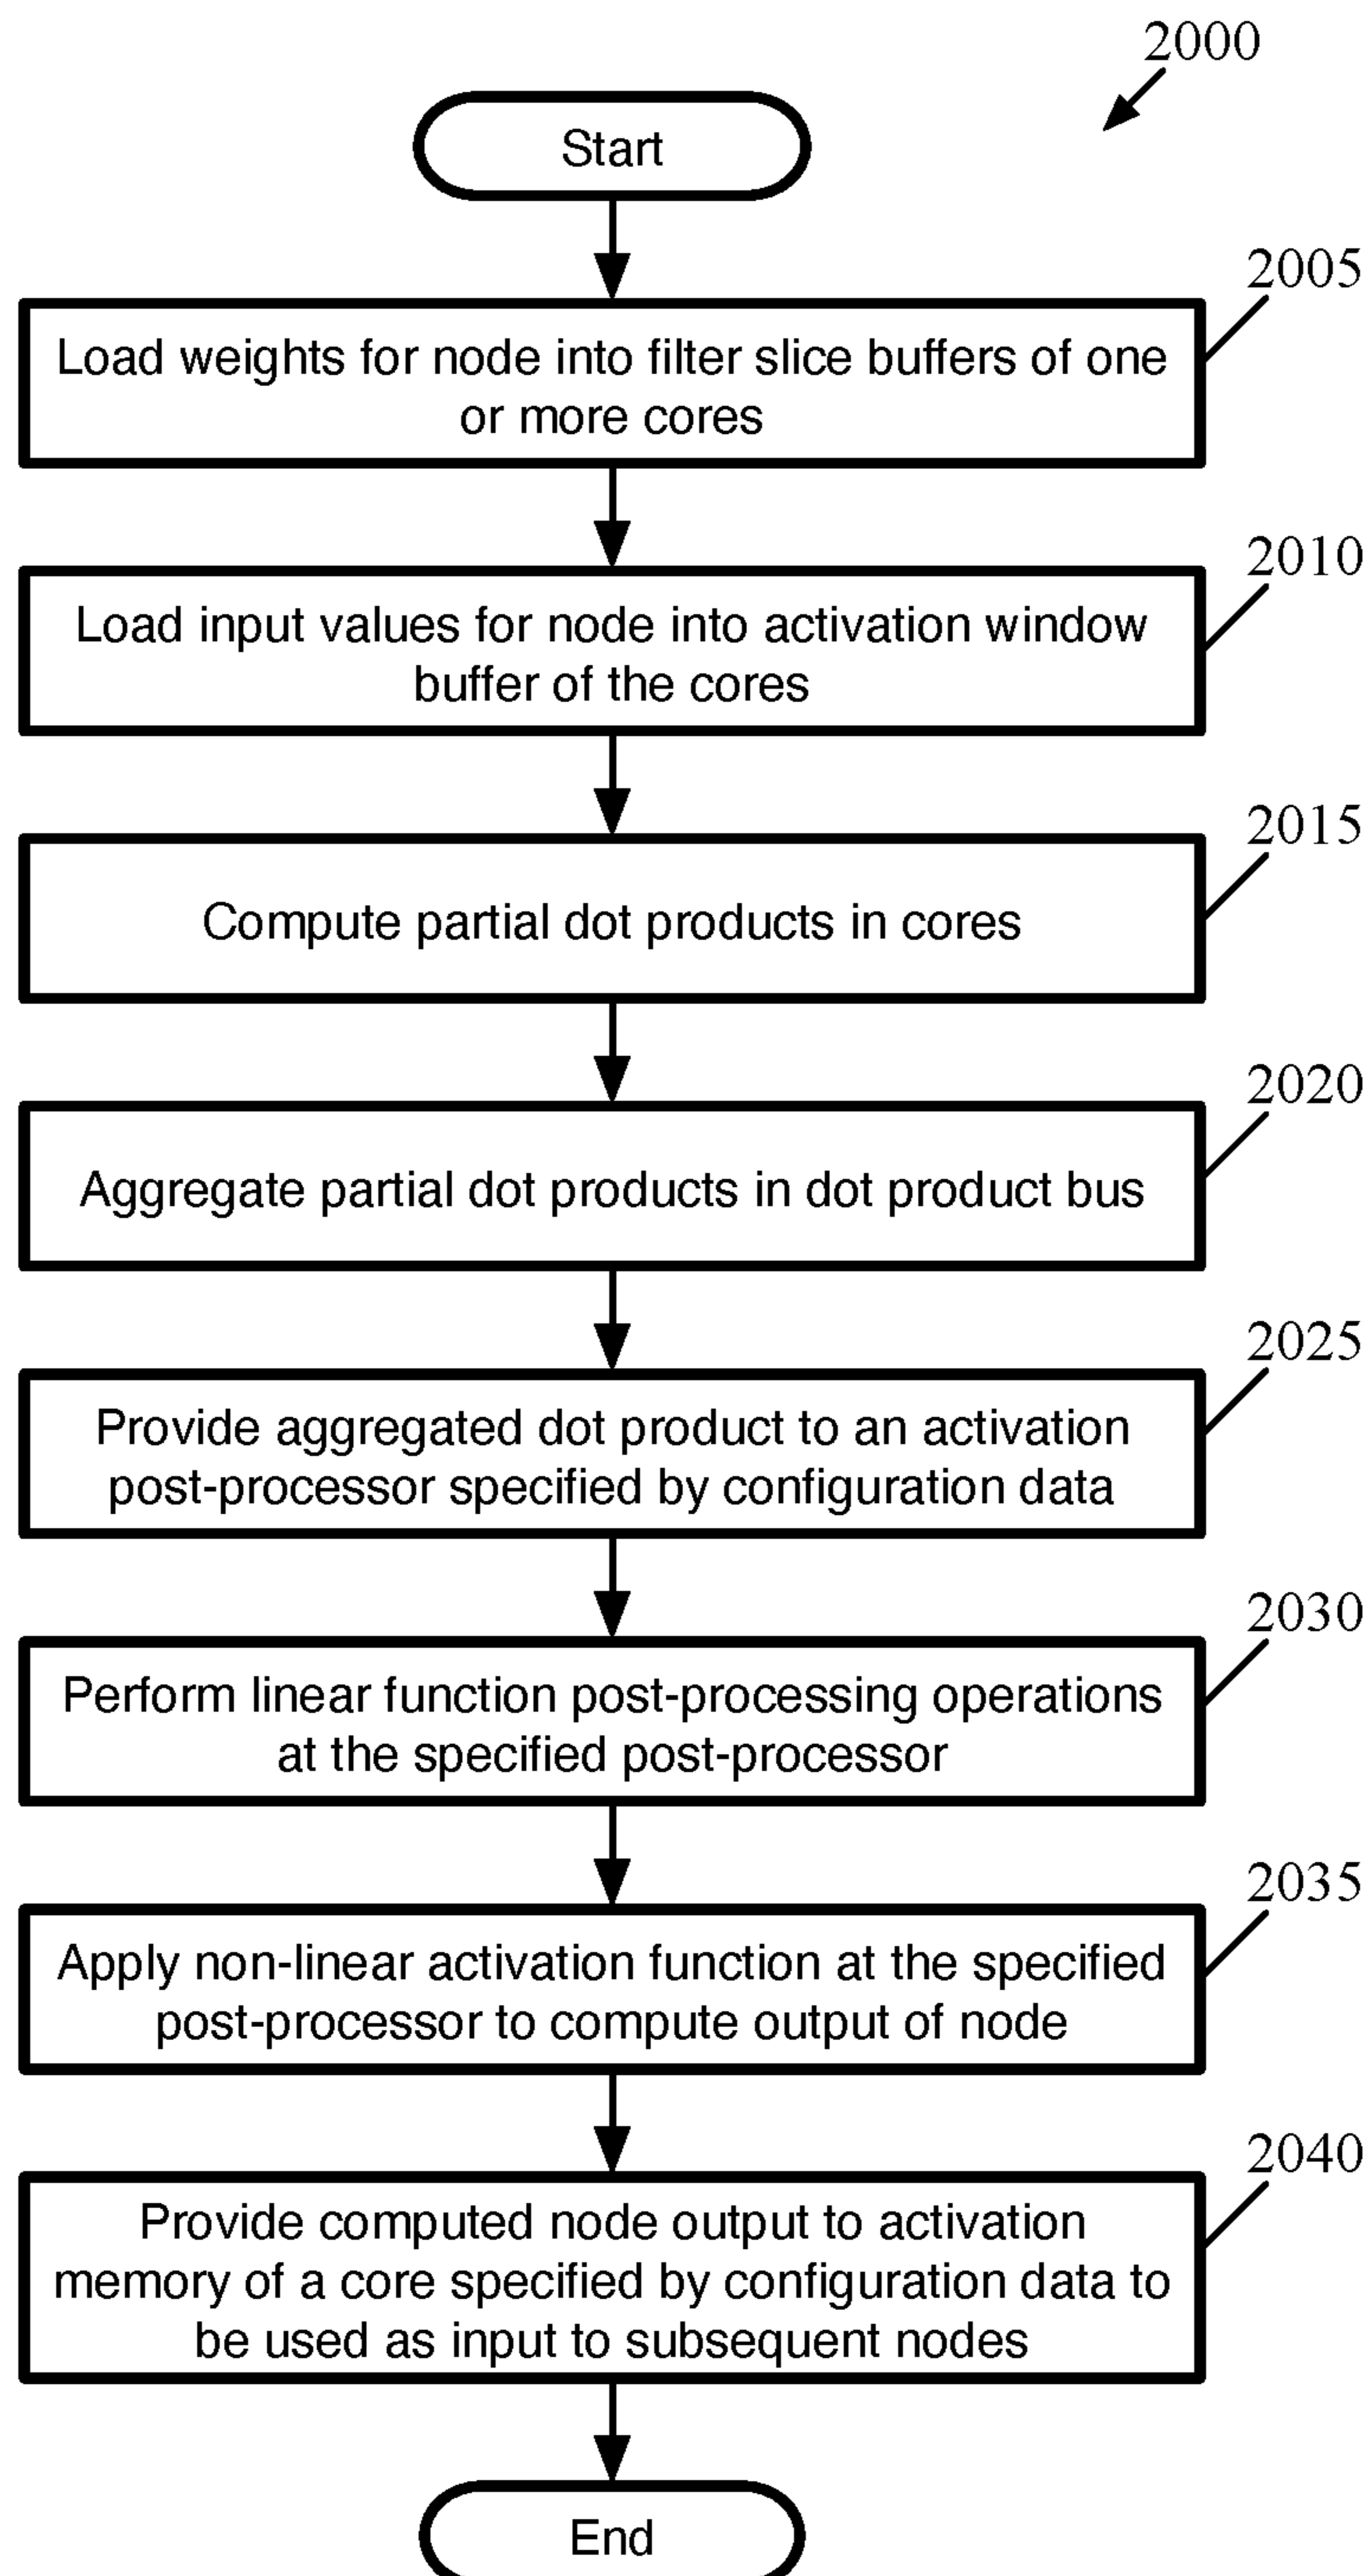 2000
Start
2005
Load weights for node into filter slice buffers of one
or more cores
2010
Load input values for node into activation window
buffer of the cores
2015
Compute partial dot products in cores
2020
Aggregate partial dot products in dot product bus
2025
Provide aggregated dot product to an activation
post-processor specified by configuration data
2030
Perform linear function post-processing operations
at the specified post-processor
2035
Apply non-linear activation function at the specified
post-processor to compute output of node
2040
Provide computed node output to activation
memory of a core specified by configuration data to
be used as input to subsequent nodes
End